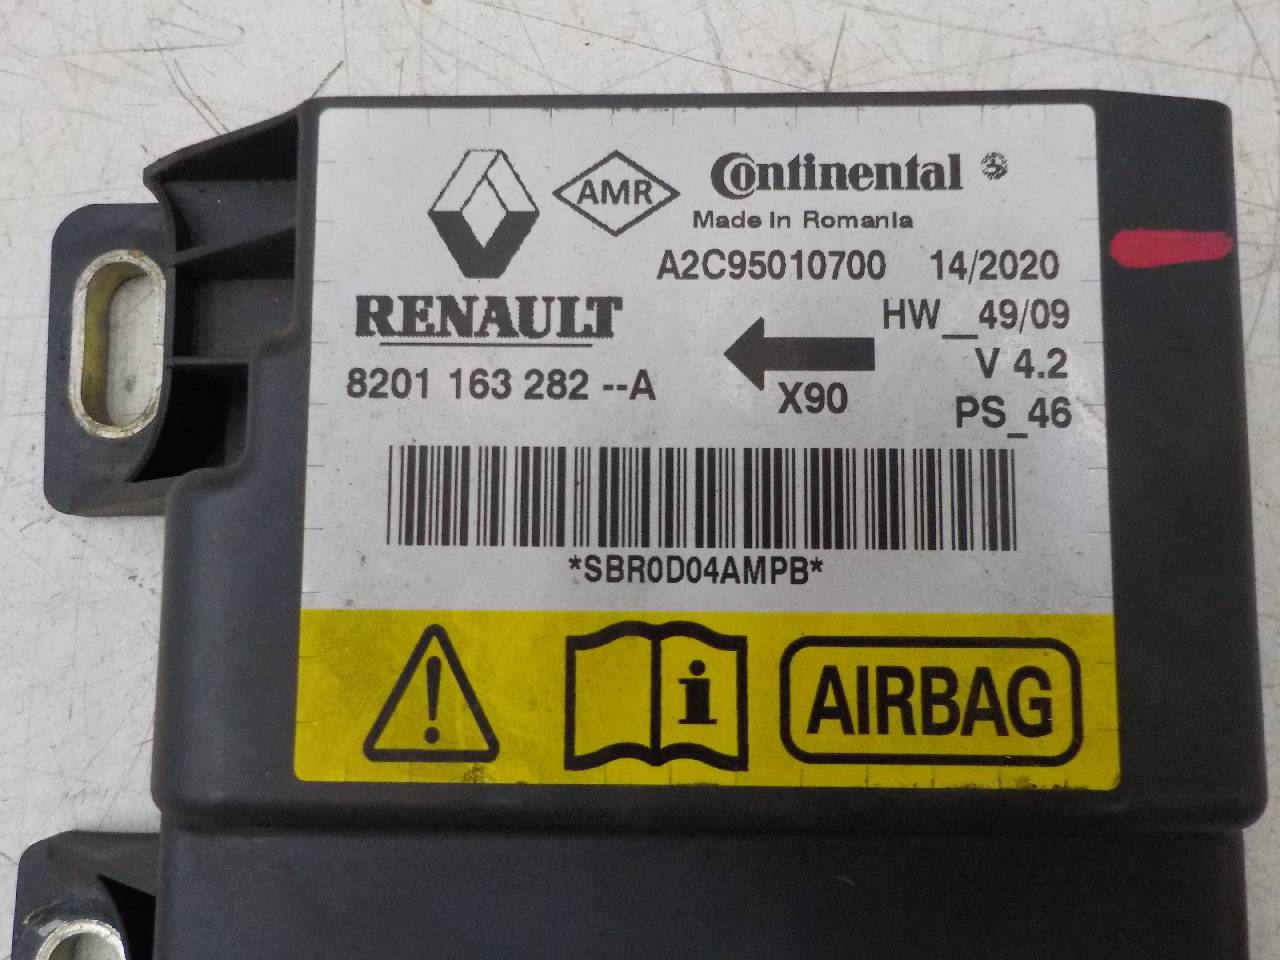 AMR
Continental
Made in Romania
A2C95010700 14/2020
RENAULT
HW__49/09
V 4.2
8201 163 282 --A
X90
PS_46
*SBR0D04AMPB*
AIRBAG